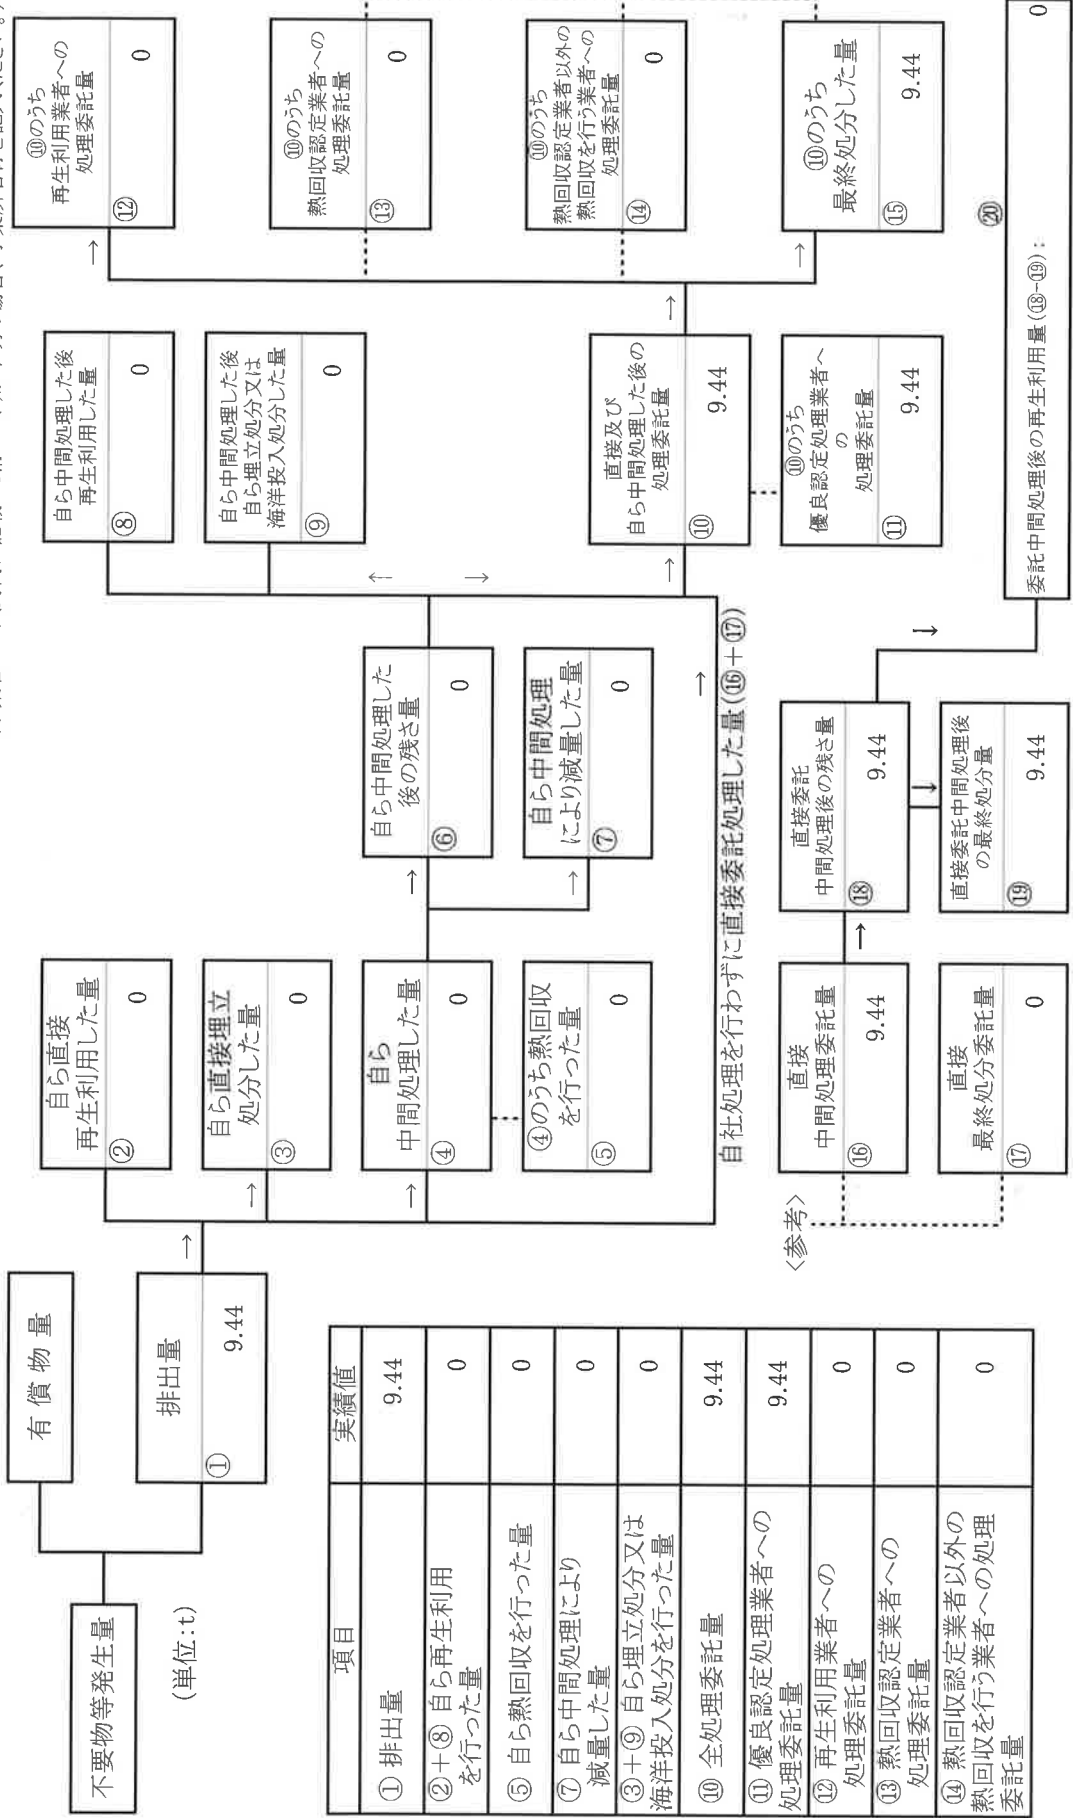 不要物等発生量
(単位:t)
有 償 物 量
排出量
① 9.44
自ら直接
再生利用した量
② 0
自ら直接埋立
処分した量
③ 0
自ら
中間処理した量
④ 0
④のうち熱回収
を行った量
⑤ 0
自ら中間処理した
後の残さ量
⑥ 0
自ら中間処理
により減量した量
⑦ 0
自ら中間処理した後
再生利用した量
⑧ 0
自ら中間処理した後
自ら埋立処分又は
海洋投入処分した量
⑨ 0
直接及び
自ら中間処理した後の
処理委託量
⑩ 9.44
⑩のうち
優良認定処理業者へ
の
処理委託量
⑪ 9.44
⑩のうち
再生利用業者への
処理委託量
⑫ 0
⑩のうち
熱回収認定業者への
処理委託量
⑬ 0
⑩のうち
熱回収認定業者以外の
熱回収を行う業者への
処理委託量
⑭ 0
⑩のうち
最終処分した量
⑮ 9.44
自社処理を行わずに直接委託処理した量(⑯+⑰)
<参考>
直接
中間処理委託量
⑯ 9.44
直接
最終処分委託量
⑰ 0
直接委託
中間処理後の残さ量
⑱ 9.44
直接委託中間処理後
の最終処分量
⑲ 9.44
⑳
委託中間処理後の再生利用量(⑱-⑲): 0
項目 実績値
① 排出量 9.44
②+⑧ 自ら再生利用
を行った量 0
⑤ 自ら熱回収を行った量 0
⑦ 自ら中間処理により
減量した量 0
③+⑨ 自ら埋立処分又は
海洋投入処分を行った量 0
⑩ 全処理委託量 9.44
⑪ 優良認定処理業者への
処理委託量 9.44
⑫ 再生利用業者への
処理委託量 0
⑬ 熱回収認定業者への
処理委託量 0
⑭ 熱回収認定業者以外の
熱回収を行う業者への処理
委託量 0